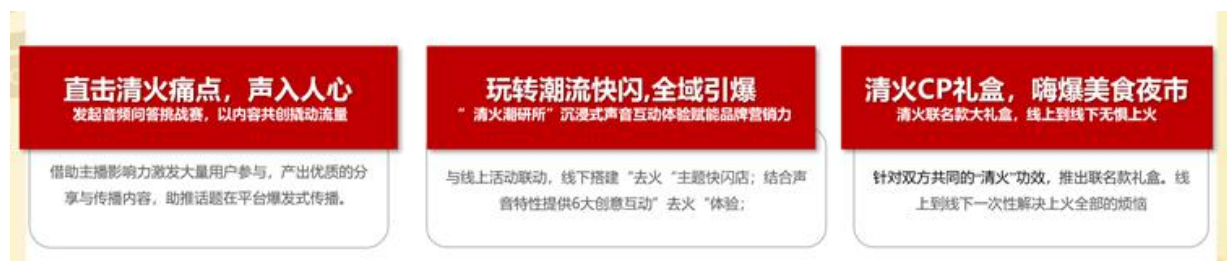 直击清火痛点，声入人心
发起音频问答挑战赛，以内容共创撬动流量
借助主播影响力激发大量用户参与，产出优质的分
享与传播内容，助推话题在平台爆发式传播。
玩转潮流快闪,全域引爆
“ 清火潮研所”沉浸式声音互动体验赋能品牌营销力
与线上活动联动，线下搭建“去火“主题快闪店；结合声
音特性提供6大创意互动”去火“体验；
清火CP礼盒，嗨爆美食夜市
清火联名款大礼盒，线上到线下无惧上火
针对双方共同的“清火”功效，推出联名款礼盒。线
上到线下一次性解决上火全部的烦恼